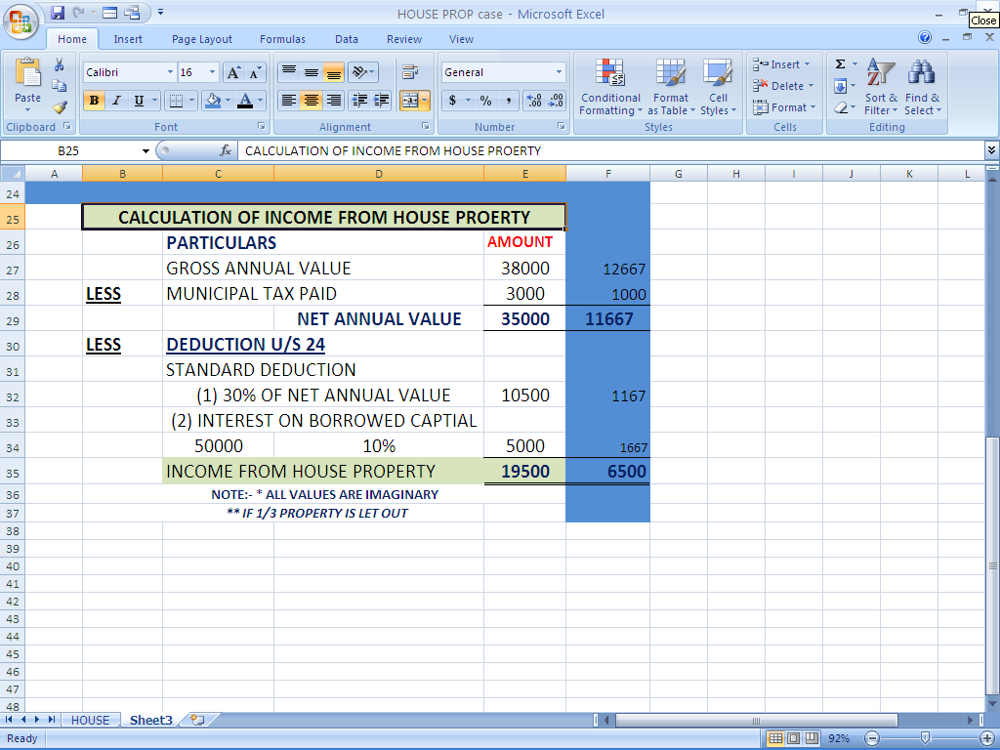 HOUSE PROP case - Microsoft Excel
Close
Home Insert Page Layout Formulas Data Review View
Paste
Calibri 16 A A
B I U A
General
$ % ,
Conditional Formatting
Format as Table
Cell Styles
Insert
Delete
Format
Σ
Sort & Filter
Find & Select
Clipboard Font Alignment Number Styles Cells Editing
B25 fx CALCULATION OF INCOME FROM HOUSE PROERTY
A B C D E F G H I J K L
24
25 CALCULATION OF INCOME FROM HOUSE PROERTY
26 PARTICULARS AMOUNT
27 GROSS ANNUAL VALUE 38000 12667
28 LESS MUNICIPAL TAX PAID 3000 1000
29 NET ANNUAL VALUE 35000 11667
30 LESS DEDUCTION U/S 24
31 STANDARD DEDUCTION
32 (1) 30% OF NET ANNUAL VALUE 10500 1167
33 (2) INTEREST ON BORROWED CAPTIAL
34 50000 10% 5000 1667
35 INCOME FROM HOUSE PROPERTY 19500 6500
36 NOTE:- * ALL VALUES ARE IMAGINARY
37 ** IF 1/3 PROPERTY IS LET OUT
38
39
40
41
42
43
44
45
46
47
48
HOUSE Sheet3
Ready 92%